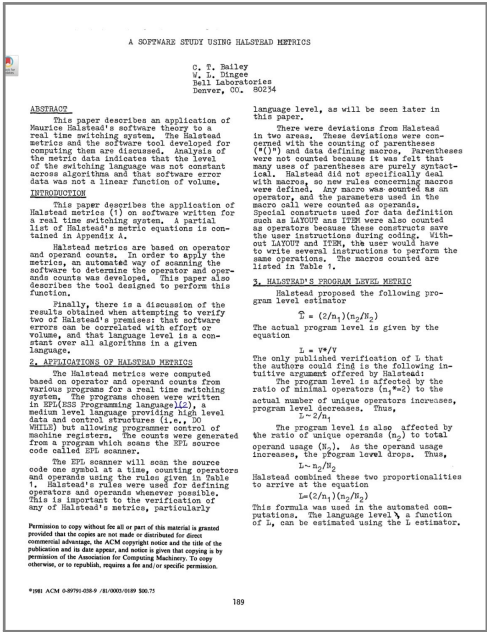 A SOFTWARE STUDY USING HALSTEAD METRICS
C. T. Bailey
W. L. Dingee
Bell Laboratories
Denver, CO. 80234
ABSTRACT
This paper describes an application of
Maurice Halstead's software theory to a
real time switching system. The Halstead
metrics and the software tool developed for
computing them are discussed. Analysis of
the metric data indicates that the level
of the switching language was not constant
across algorithms and that software error
data was not a linear function of volume.
INTRODUCTION
This paper describes the application of
Halstead metrics (1) on software written for
a real time switching system. A partial
list of Halstead's metric equations is con-
tained in Appendix A.
Halstead metrics are based on operator
and operand counts. In order to apply the
metrics, an automated way of scanning the
software to determine the operator and oper-
ands counts was developed. This paper also
describes the tool designed to perform this
function.
Finally, there is a discussion of the
results obtained when attempting to verify
two of Halstead's premises: that software
errors can be correlated with effort or
volume, and that language level is a con-
stant over all algorithms in a given
language.
2. APPLICATIONS OF HALSTEAD METRICS
The Halstead metrics were computed
based on operator and operand counts from
various programs for a real time switching
system. The programs chosen were written
in EPL(ESS Programming language)(2), a
medium level language providing high level
data and control structures (i.e., DO
WHILE) but allowing programmer control of
machine registers. The counts were generated
from a program which scans the EPL source
code called EPL scanner.
The EPL scanner will scan the source
code one symbol at a time, counting operators
and operands using the rules given in Table
1. Halstead's rules were used for defining
operators and operands whenever possible.
This is important to the verification of
any of Halstead's metrics, particularly
Permission to copy without fee all or part of this material is granted
provided that the copies are not made or distributed for direct
commercial advantage, the ACM copyright notice and the title of the
publication and its date appear, and notice is given that copying is by
permission of the Association for Computing Machinery. To copy
otherwise, or to republish, requires a fee and/or specific permission.
*1981 ACM 0-89791-038-9 /81/0003/0189 $00.75
language level, as will be seen later in
this paper.
There were deviations from Halstead
in two areas. These deviations were con-
cerned with the counting of parentheses
("()") and data defining macros. Parentheses
were not counted because it was felt that
many uses of parentheses are purely syntact-
ical. Halstead did not specifically deal
with macros, so new rules concerning macros
were defined. Any macro was counted as an
operator, and the parameters used in the
macro call were counted as operands.
Special constructs used for data definition
such as LAYOUT ans ITEM were also counted
as operators because these constructs save
the user instructions during coding. With-
out LAYOUT and ITEM, the user would have
to write several instructions to perform the
same operations. The macros counted are
listed in Table 1.
3. HALSTEAD'S PROGRAM LEVEL METRIC
Halstead proposed the following pro-
gram level estimator
L̂ = (2/n₁)(n₂/N₂)
The actual program level is given by the
equation
L = V*/V
The only published verification of L that
the authors could find is the following in-
tuitive argument offered by Halstead:
The program level is affected by the
ratio of minimal operators (n₁*=2) to the
actual number of unique operators increases,
program level decreases. Thus,
L~2/n₁
The program level is also affected by
the ratio of unique operands (n₂) to total
operand usage (N₂). As the operand usage
increases, the program level drops. Thus,
L~n₂/N₂
Halstead combined these two proportionalities
to arrive at the equation
L=(2/n₁)(n₂/N₂)
This formula was used in the automated com-
putations. The language level λ, a function
of L, can be estimated using the L estimator.
189